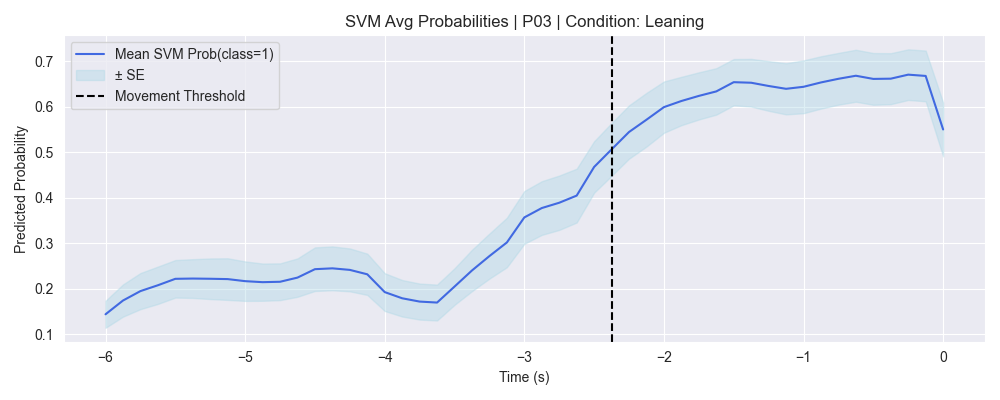 SVM Avg Probabilities | P03 | Condition: Leaning
Mean SVM Prob(class=1)
± SE
Movement Threshold
Predicted Probability
0.7
0.6
0.5
0.4
0.3
0.2
0.1
−6 −5 −4 −3 −2 −1 0
Time (s)